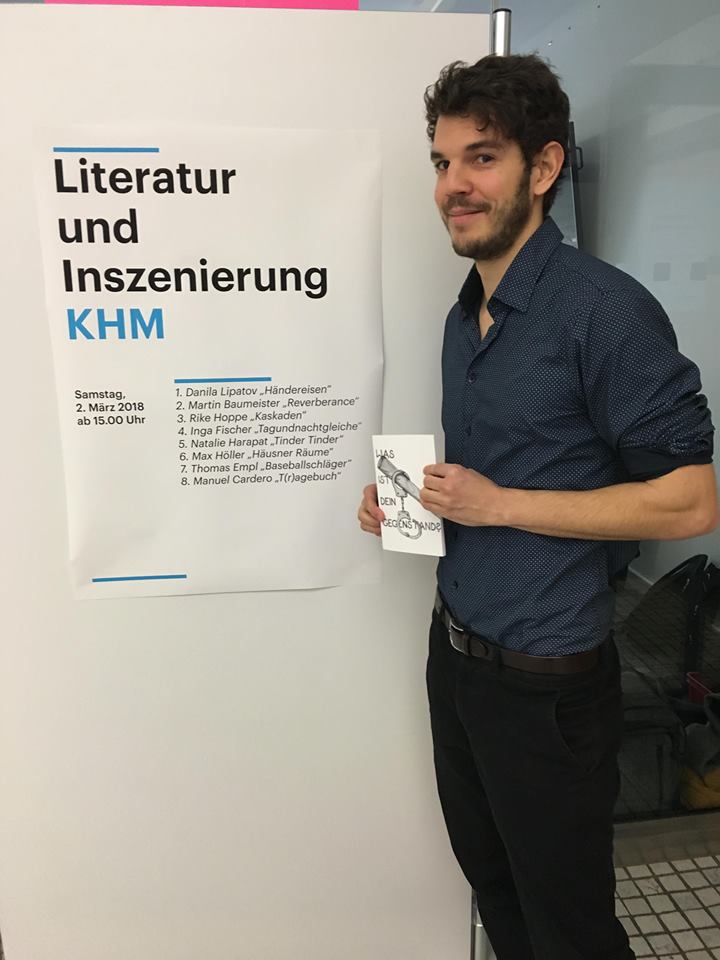 Literatur
und
Inszenierung
KHM
Samstag,
2. März 2018
ab 15.00 Uhr
1. Danila Lipatov „Händereisen“
2. Martin Baumeister „Reverberance“
3. Rike Hoppe „Kaskaden“
4. Inga Fischer „Tagundnachtgleiche“
5. Natalie Harapat „Tinder Tinder“
6. Max Höller „Häusner Räume“
7. Thomas Empl „Baseballschläger“
8. Manuel Cardero „T(r)agebuch“
WAS
IST
DEIN
GEGENSTAND?